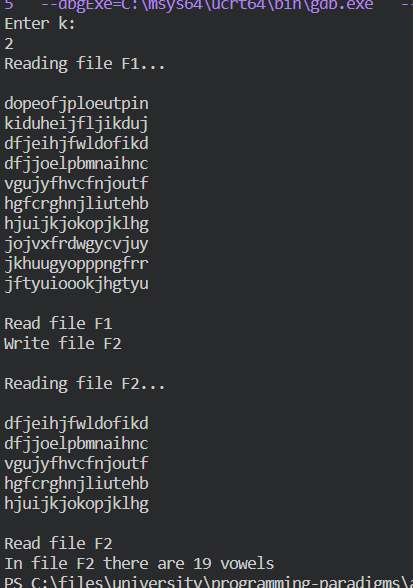 5   --dbgExe=C:\msys64\ucrt64\bin\gdb.exe   --
Enter k:
2
Reading file F1...
dopeofjploeutpin
kiduheijfljikduj
dfjeihjfwldofikd
dfjjoelpbmnaihnc
vgujyfhvcfnjoutf
hgfcrghnjliutehb
hjuijkjokopjklhg
jojvxfrdwgycvjuy
jkhuugyopppngfrr
jftyuioookjhgtyu
Read file F1
Write file F2
Reading file F2...
dfjeihjfwldofikd
dfjjoelpbmnaihnc
vgujyfhvcfnjoutf
hgfcrghnjliutehb
hjuijkjokopjklhg
Read file F2
In file F2 there are 19 vowels
PS C:\files\university\programming-paradigms\a